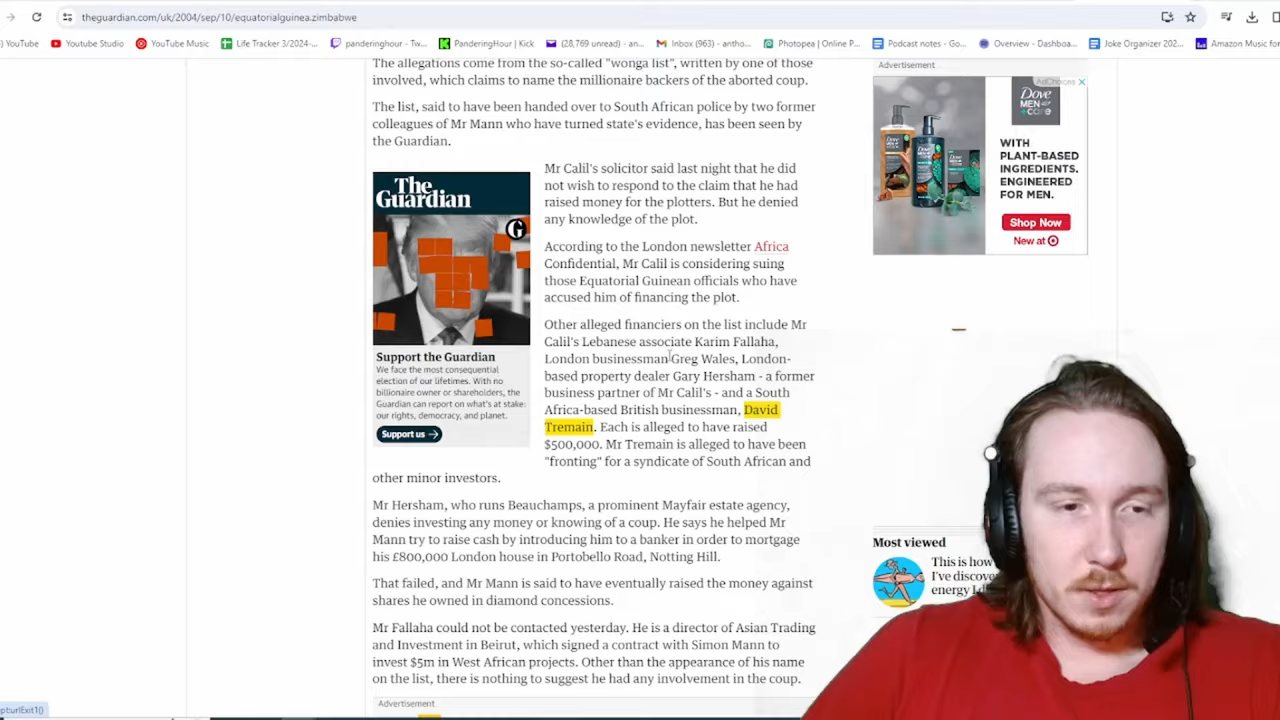 theguardian.com/uk/2004/sep/10/equatorialguinea.zimbabwe
YouTube
YouTube Studio
YouTube Music
Life Tracker 3/2024-...
panderinghour - Tw...
PanderingHour | Kick
(28,769 unread) - an...
Inbox (963) - antho...
Photopea | Online P...
Podcast notes - Go...
Overview - Dashboa...
Joke Organizer 202...
Amazon Music for
The allegations come from the so-called "wonga list", written by one of those
involved, which claims to name the millionaire backers of the aborted coup.
The list, said to have been handed over to South African police by two former
colleagues of Mr Mann who have turned state's evidence, has been seen by
the Guardian.
The
Guardian
G
Support the Guardian
We face the most consequential
election of our lifetimes. With no
billionaire owner or shareholders, the
Guardian can report on what's at stake:
our rights, democracy, and planet.
Support us
Mr Calil's solicitor said last night that he did
not wish to respond to the claim that he had
raised money for the plotters. But he denied
any knowledge of the plot.
According to the London newsletter Africa
Confidential, Mr Calil is considering suing
those Equatorial Guinean officials who have
accused him of financing the plot.
Other alleged financiers on the list include Mr
Calil's Lebanese associate Karim Fallaha,
London businessman Greg Wales, London-
based property dealer Gary Hersham - a former
business partner of Mr Calil's - and a South
Africa-based British businessman, David
Tremain. Each is alleged to have raised
$500,000. Mr Tremain is alleged to have been
"fronting" for a syndicate of South African and
other minor investors.
Mr Hersham, who runs Beauchamps, a prominent Mayfair estate agency,
denies investing any money or knowing of a coup. He says he helped Mr
Mann try to raise cash by introducing him to a banker in order to mortgage
his £800,000 London house in Portobello Road, Notting Hill.
That failed, and Mr Mann is said to have eventually raised the money against
shares he owned in diamond concessions.
Mr Fallaha could not be contacted yesterday. He is a director of Asian Trading
and Investment in Beirut, which signed a contract with Simon Mann to
invest $5m in West African projects. Other than the appearance of his name
on the list, there is nothing to suggest he had any involvement in the coup.
Advertisement
Advertisement
AdChoices
Dove
MEN+
CARE
WITH
PLANT-BASED
INGREDIENTS.
ENGINEERED
FOR MEN.
Shop Now
New at
Most viewed
This is how
I've discov
energy I d